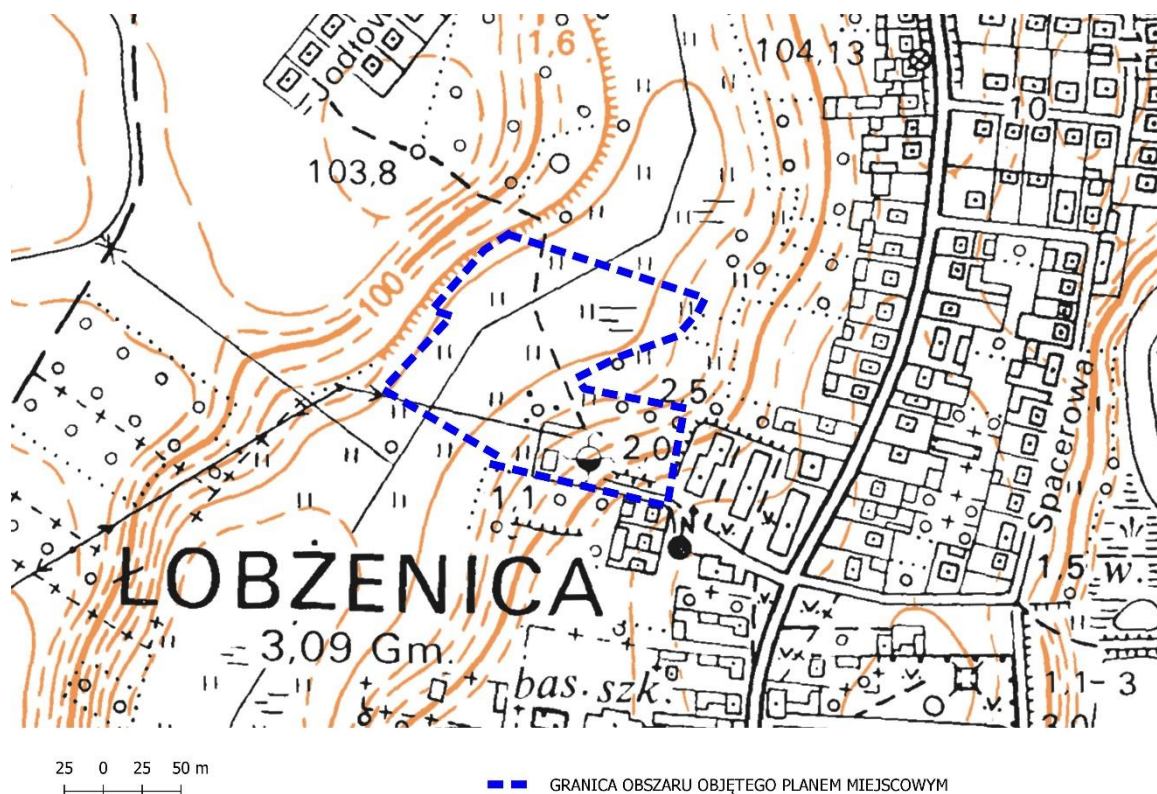 odłow
1,6
104,13
10
103,8
100
2,5
2,0
1,1
Spacerowa
N
ŁOBŻENICA
3,09 Gm.
1,5
w.
bas. szk.
1,1-3
3,0
25 0 25 50 m
GRANICA OBSZARU OBJĘTEGO PLANEM MIEJSCOWYM